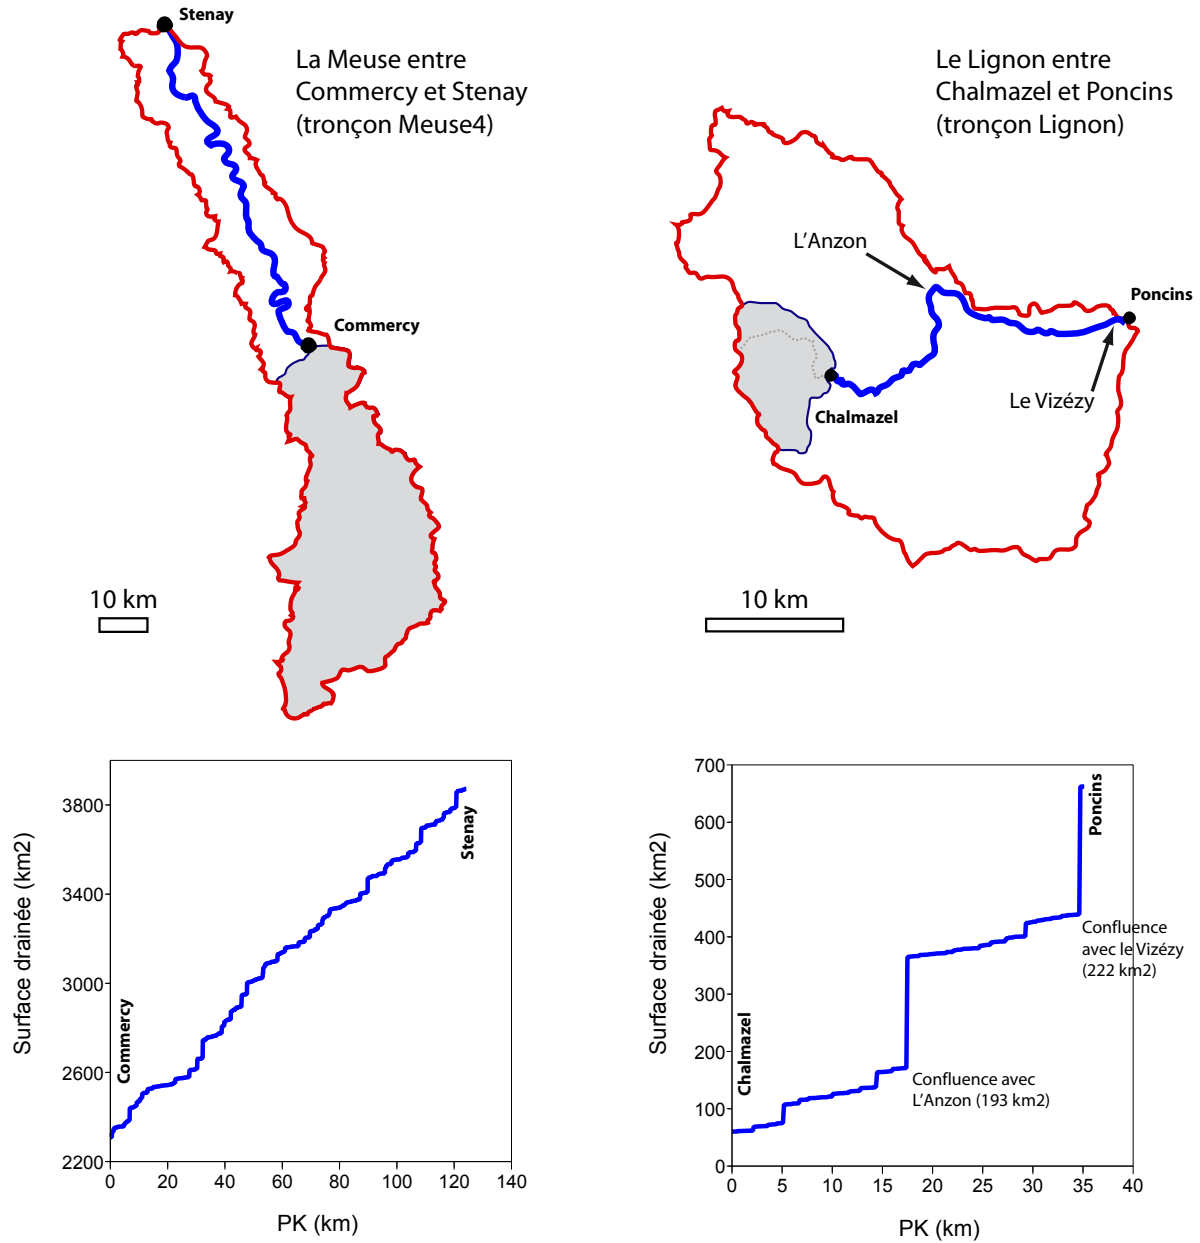 Stenay
La Meuse entre
Commercy et Stenay
(tronçon Meuse4)
Commercy
10 km
Le Lignon entre
Chalmazel et Poncins
(tronçon Lignon)
L'Anzon
Poncins
Le Vizézy
Chalmazel
10 km
Surface drainée (km2)
3800
3400
3000
2600
2200
Commercy
Stenay
0 20 40 60 80 100 120 140
PK (km)
Surface drainée (km2)
700
600
500
400
300
200
100
0
Chalmazel
Poncins
Confluence
avec le Vizézy
(222 km2)
Confluence avec
L'Anzon (193 km2)
0 5 10 15 20 25 30 35 40
PK (km)